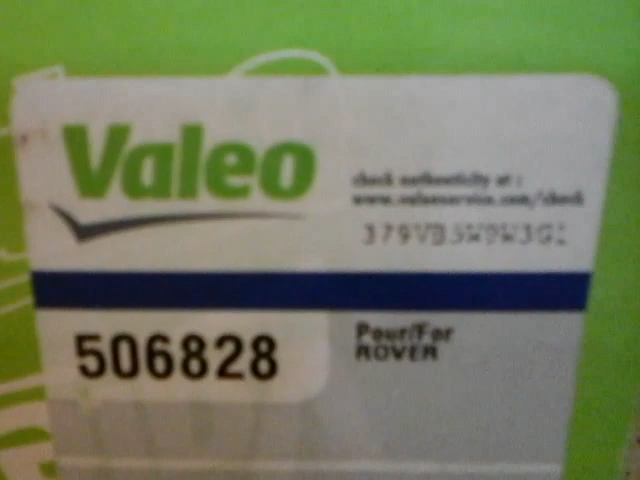 Valeo
check authenticity at :
www.valeoservice.com/check
506828
Pour/For
ROVER